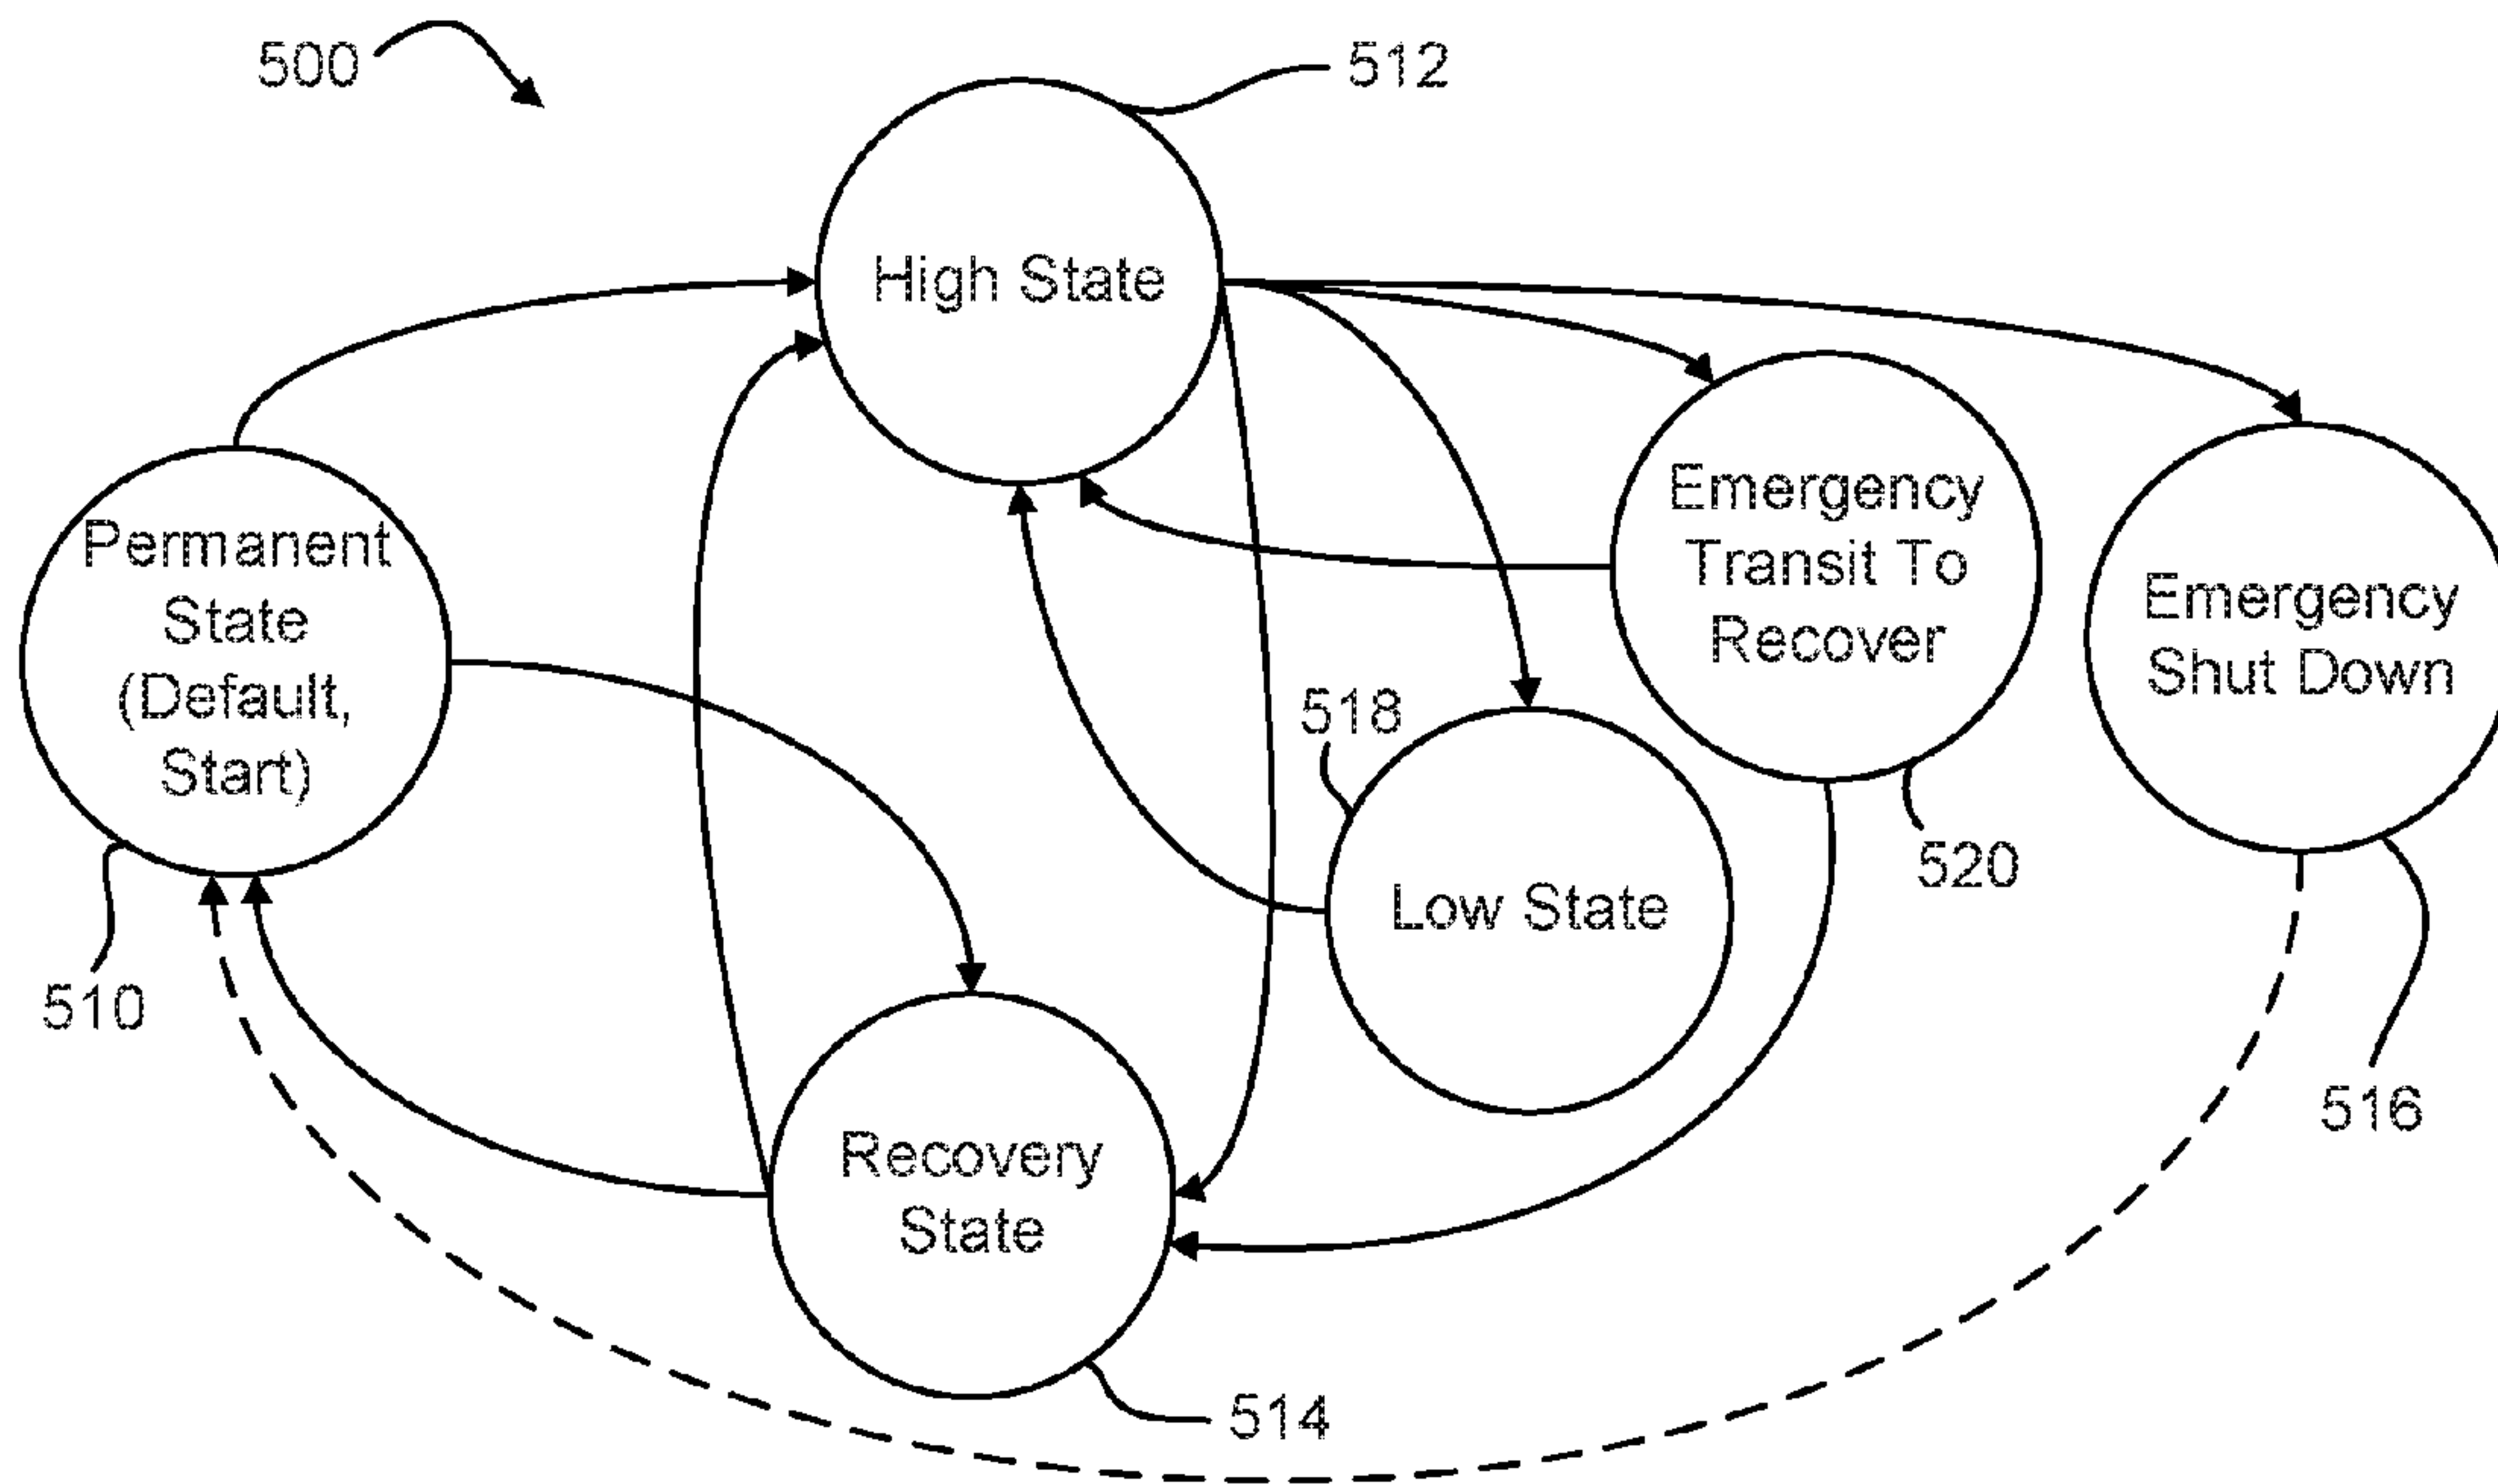 500
512
High State
Permanent
State
(Default,
Start)
Emergency
Transit To
Recover
Emergency
Shut Down
518
520
Low State
510
516
Recovery
State
514